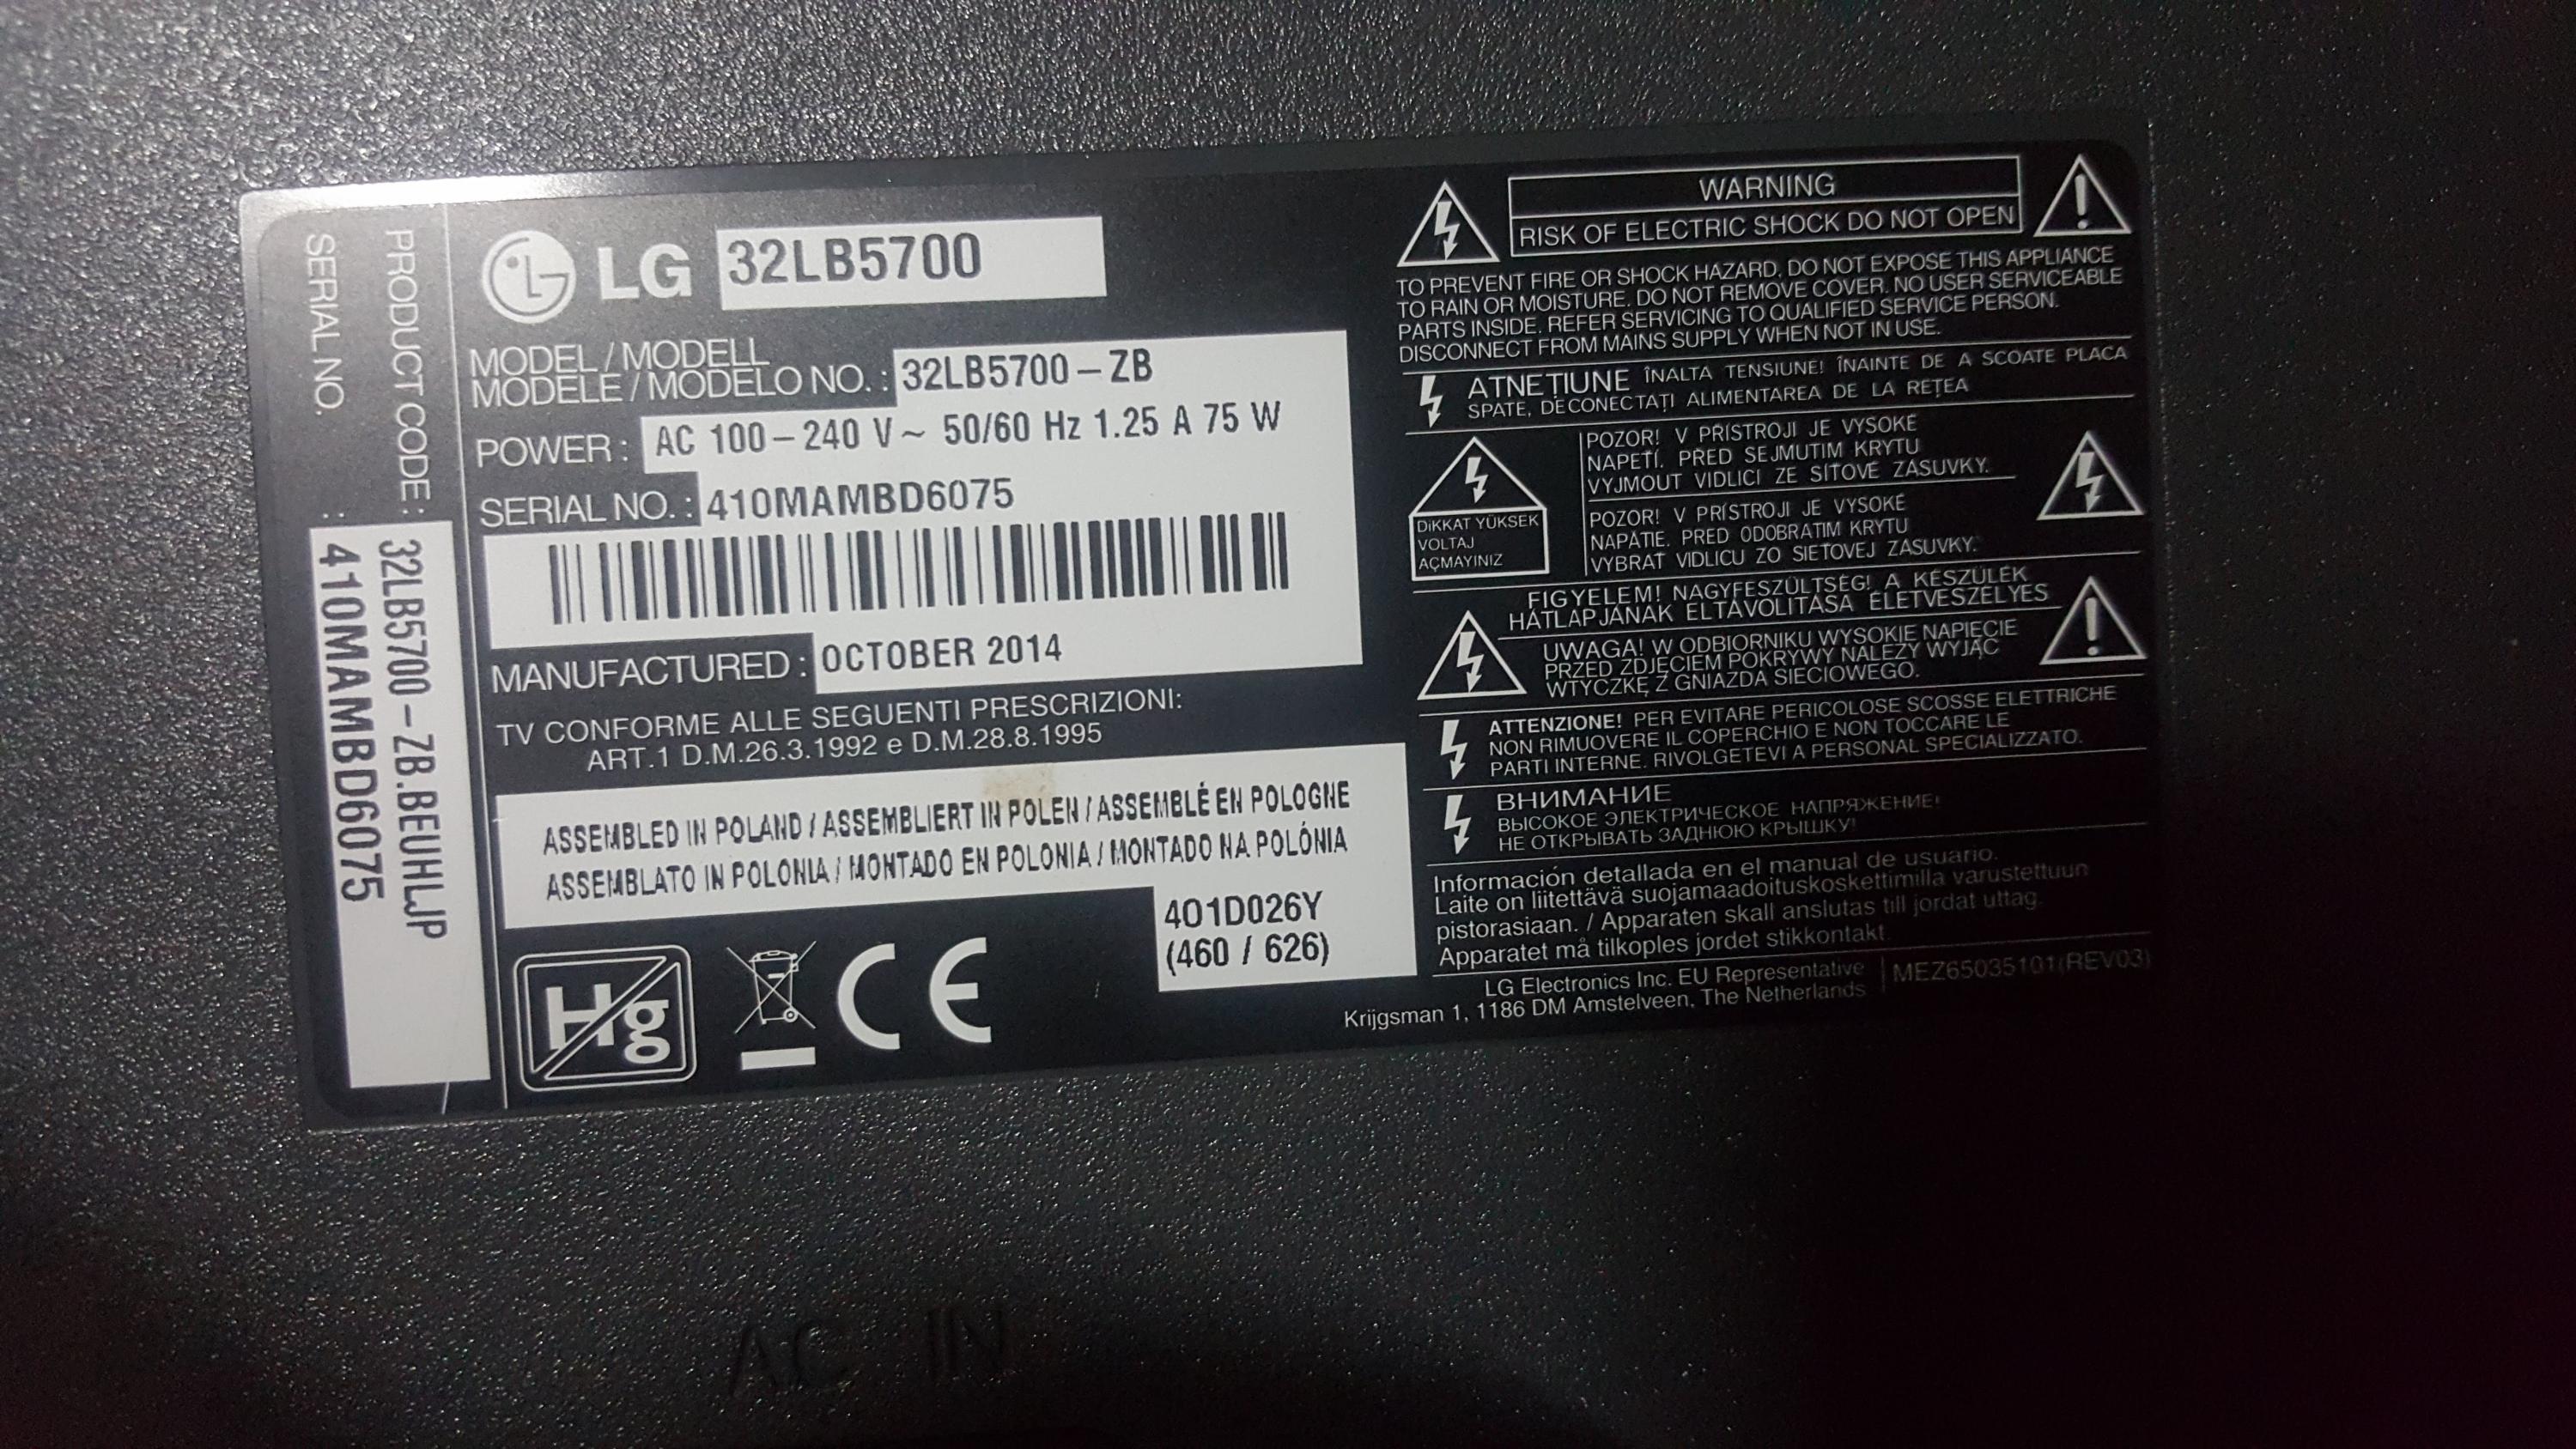 PRODUCT CODE : 32LB5700-ZB.BEUHLJP
SERIAL NO. : 410MAMBD6075
LG 32LB5700
MODEL / MODELL
MODÈLE / MODELO NO. : 32LB5700-ZB
POWER : AC 100-240 V~ 50/60 Hz 1.25 A 75 W
SERIAL NO. : 410MAMBD6075
MANUFACTURED : OCTOBER 2014
TV CONFORME ALLE SEGUENTI PRESCRIZIONI:
ART.1 D.M.26.3.1992 e D.M.28.8.1995
ASSEMBLED IN POLAND / ASSEMBLIERT IN POLEN / ASSEMBLÉ EN POLOGNE
ASSEMBLATO IN POLONIA / MONTADO EN POLONIA / MONTADO NA POLÓNIA
401D026Y
(460 / 626)
Hg
CE
WARNING
RISK OF ELECTRIC SHOCK DO NOT OPEN
TO PREVENT FIRE OR SHOCK HAZARD, DO NOT EXPOSE THIS APPLIANCE
TO RAIN OR MOISTURE. DO NOT REMOVE COVER. NO USER SERVICEABLE
PARTS INSIDE. REFER SERVICING TO QUALIFIED SERVICE PERSON.
DISCONNECT FROM MAINS SUPPLY WHEN NOT IN USE.
ATNEȚIUNE ÎNALTA TENSIUNE! ÎNAINTE DE A SCOATE PLACA
SPATE, DECONECTAȚI ALIMENTAREA DE LA REȚEA
DİKKAT YÜKSEK
VOLTAJ
AÇMAYINIZ
POZOR! V PŘÍSTROJI JE VYSOKÉ
NAPĚTÍ. PŘED SEJMUTIM KRYTU
VYJMOUT VIDLICI ZE SÍŤOVÉ ZÁSUVKY.
POZOR! V PRÍSTROJI JE VYSOKÉ
NAPÄTIE. PRED ODOBRATIM KRYTU
VYBRAT VIDLICU ZO SIEŤOVEJ ZÁSUVKY.
FIGYELEM! NAGYFESZÜLTSÉG! A KÉSZÜLÉK
HÁTLAPJÁNAK ELTÁVOLITÁSA ÉLETVESZÉLYES
UWAGA! W ODBIORNIKU WYSOKIE NAPIĘCIE
PRZED ZDJĘCIEM POKRYWY NALEŻY WYJĄĆ
WTYCZKĘ Z GNIAZDA SIECIOWEGO.
ATTENZIONE! PER EVITARE PERICOLOSE SCOSSE ELETTRICHE
NON RIMUOVERE IL COPERCHIO E NON TOCCARE LE
PARTI INTERNE. RIVOLGETEVI A PERSONAL SPECIALIZZATO.
ВНИМАНИЕ
ВЫСОКОЕ ЭЛЕКТРИЧЕСКОЕ НАПРЯЖЕНИЕ!
НЕ ОТКРЫВАТЬ ЗАДНЮЮ КРЫШКУ!
Información detallada en el manual de usuario.
Laite on liitettävä suojamaadoituskoskettimilla varustettuun
pistorasiaan. / Apparaten skall anslutas till jordat uttag.
Apparatet må tilkoples jordet stikkontakt.
LG Electronics Inc. EU Representative
Krijgsman 1, 1186 DM Amstelveen, The Netherlands
MEZ65035101(REV03)
AC IN